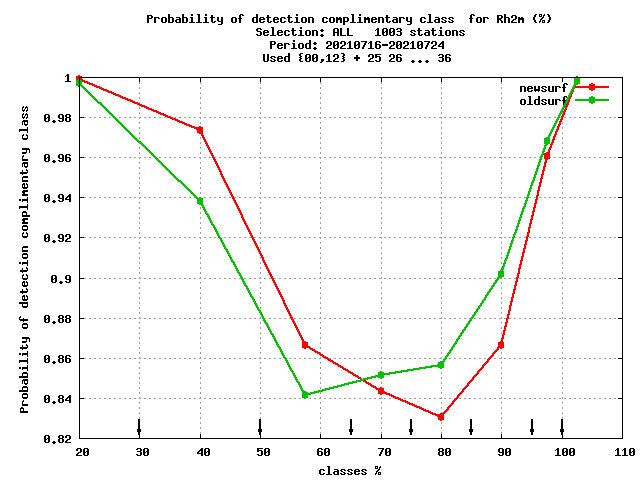 Probability of detection complimentary class  for Rh2m (%)
Selection: ALL   1003 stations
Period: 20210716-20210724
Used {00,12} + 25 26 ... 36
newsurf
oldsurf
Probability of detection complimentary class
1
0.98
0.96
0.94
0.92
0.9
0.88
0.86
0.84
0.82
20 30 40 50 60 70 80 90 100 110
classes %